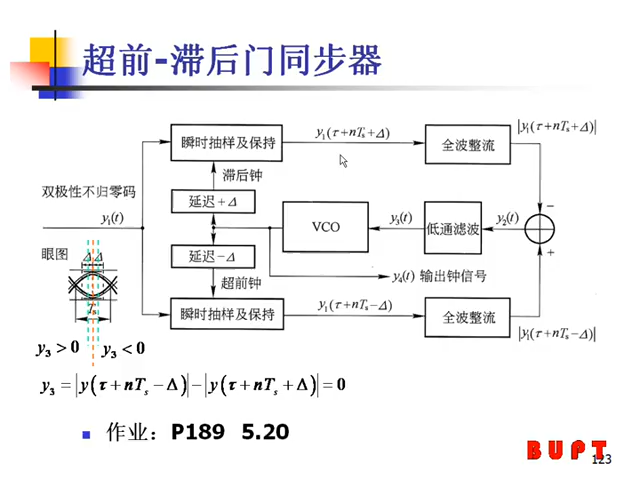 超前-滞后门同步器
瞬时抽样及保持
y₁(τ+nTₛ+Δ)
全波整流
|y₁(τ+nTₛ+Δ)|
滞后钟
双极性不归零码
延迟+Δ
−
y₁(t)
VCO
y₃(t)
低通滤波
y₂(t)
+
眼图
延迟−Δ
Δ Δ
超前钟
y₄(t) 输出钟信号
Tₛ
瞬时抽样及保持
y₁(τ+nTₛ−Δ)
全波整流
|y₁(τ+nTₛ−Δ)|
y₃ > 0 y₃ < 0
y₃ = |y(τ+nTₛ−Δ)|−|y(τ+nTₛ+Δ)|=0
作业：P189 5.20
BUPT
123